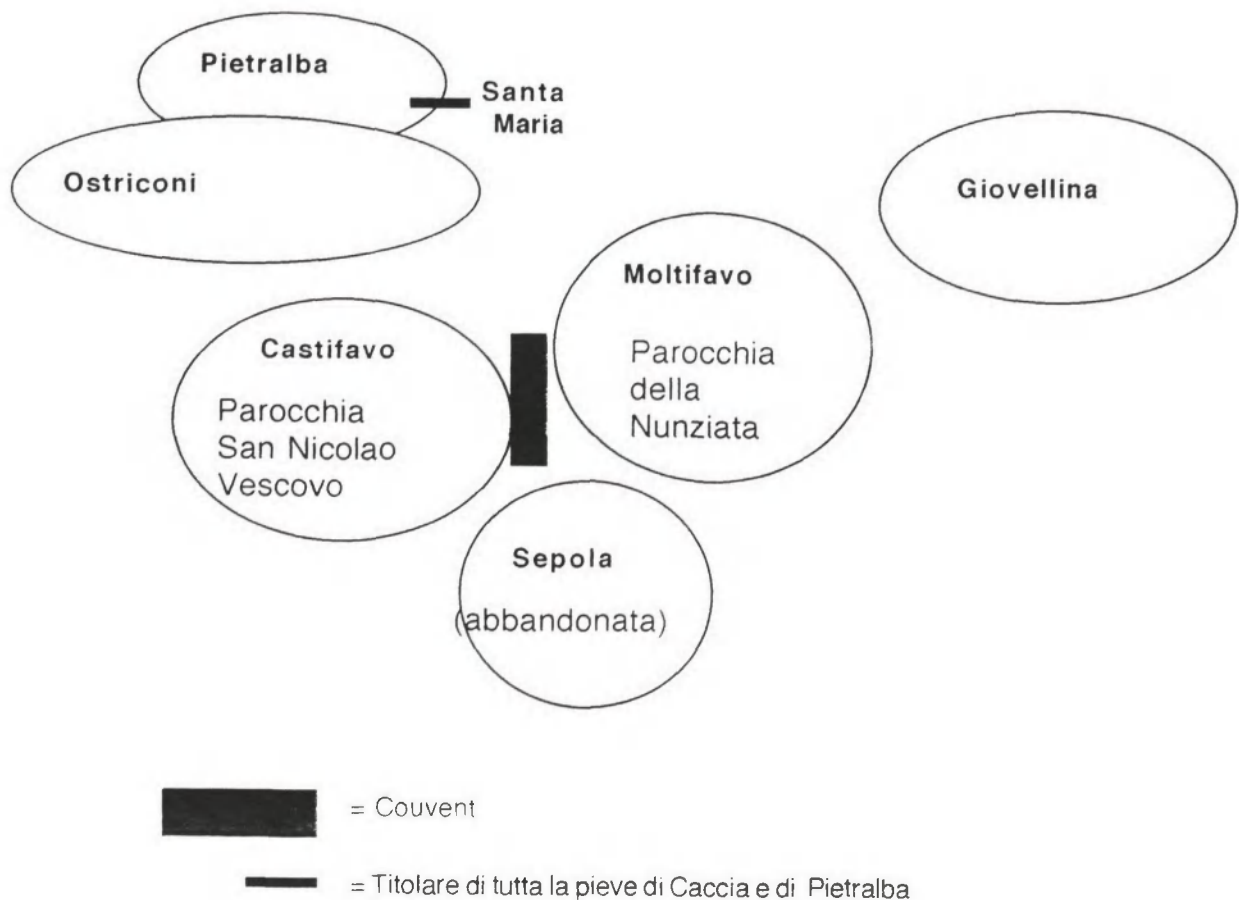 Pietralba
Santa
Maria
Ostriconi
Giovellina
Moltifavo
Parocchia
della
Nunziata
Castifavo
Parocchia
San Nicolao
Vescovo
Sepola
(abbandonata)
= Couvent
= Titolare di tutta la pieve di Caccia e di Pietralba